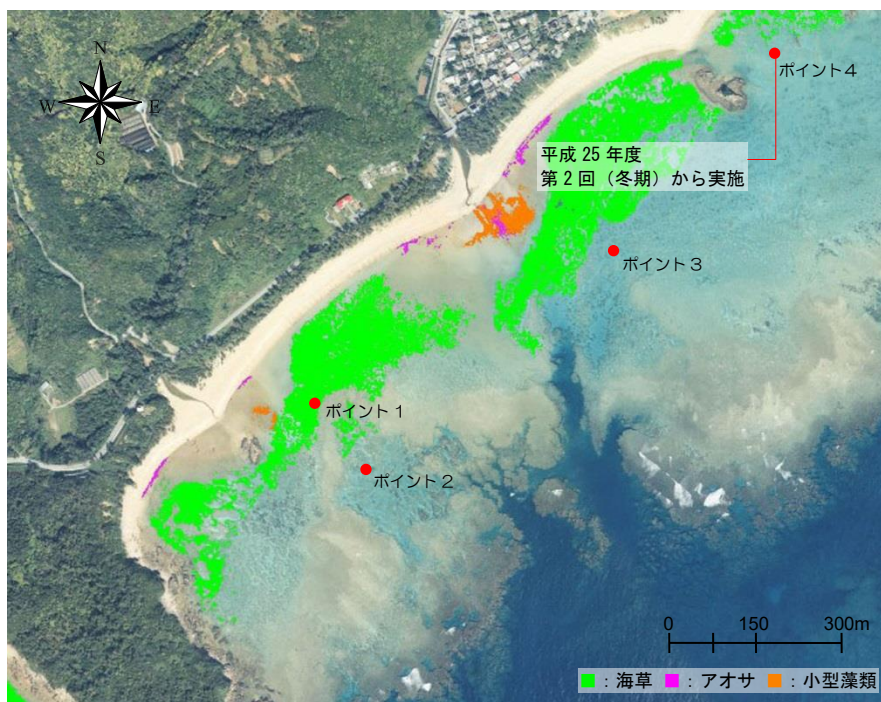 N
W E
S
ポイント4
平成 25 年度
第2回（冬期）から実施
ポイント3
ポイント1
ポイント2
0 150 300m
：海草 ：アオサ ：小型藻類